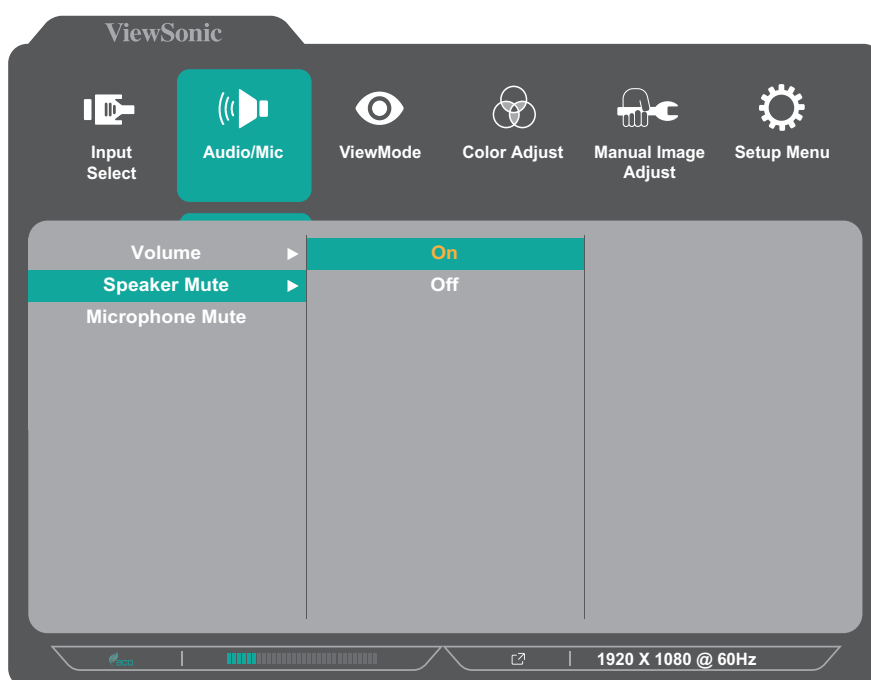 ViewSonic
Input
Select
Audio/Mic
ViewMode
Color Adjust
Manual Image
Adjust
Setup Menu
Volume
On
Speaker Mute
Off
Microphone Mute
eco
1920 X 1080 @ 60Hz